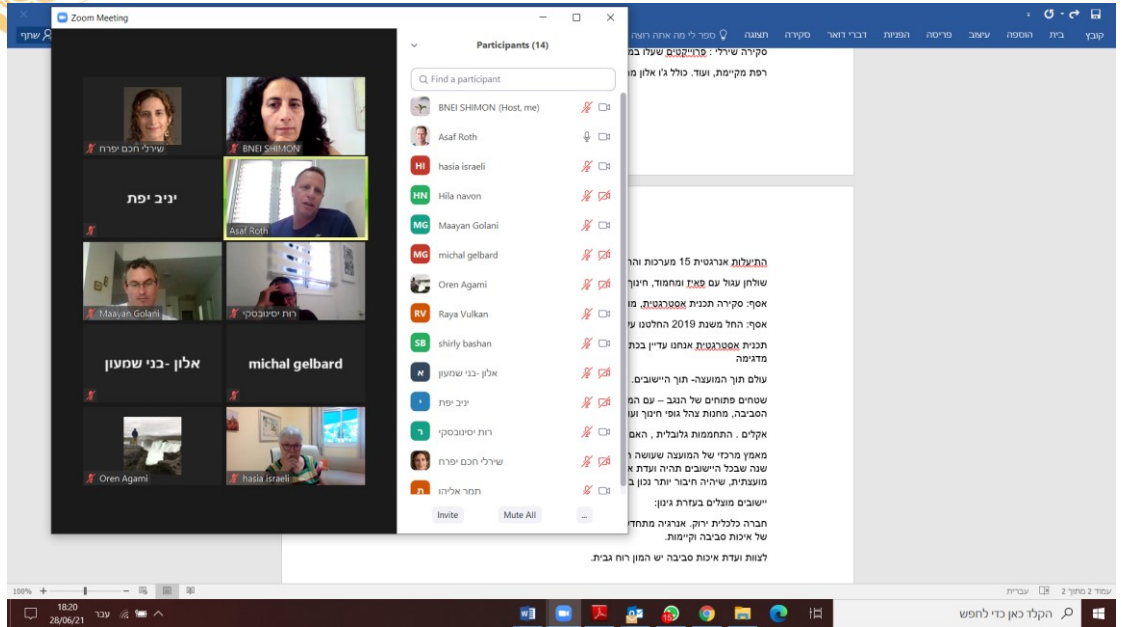 Zoom Meeting
קובץ
בית
הוספה
עיצוב
פריסה
הפניות
דברי דואר
סקירה
תצוגה
ספר לי מה אתה רוצה
שתף
Participants (14)
Find a participant
BNEI SHIMON (Host, me)
Asaf Roth
HI hasia israeli
HN Hila navon
MG Maayan Golani
MG michal gelbard
Oren Agami
RV Raya Vulkan
SB shirly bashan
א אלון -בני שמעון
י יניב יפת
ר רות יסינובסקי
שירלי חכם יפרח
ת תמר אליהו
Invite
Mute All
...
שירלי חכם יפרח
BNEI SHIMON
יניב יפת
Asaf Roth
Maayan Golani
רות יסינובסקי
אלון -בני שמעון
michal gelbard
Oren Agami
hasia israeli
סקירה שירלי : פרוייקטים שעלו
רפת מקיימת, ועוד. כולל ג'ו אלון
התיעלות אנרגטית 15 מערכות
שולחן עגול עם פאיז ומחמוד, חינוך
אסף: סקירה תכנית אסטרגטית,
אסף: החל משנת 2019 החלטנו
תכנית אסטרגטית אנחנו עדיין
מדגימה
עולם תוך המועצה- תוך היישובים.
שטחים פתוחים של הנגב – עם
הסביבה, מחנות צהל גופי חינוך
אקלים . התחממות גלובלית , האם
מאמץ מרכזי של המועצה שעושה
שנה שבכל היישובים תהיה ועדת
מועצתית, שיהיה חיבור יותר נכון
יישובים מוצלים בעזרת גינון:
חברה כלכלית ירוק. אנרגיה
של איכות סביבה וקיימות.
לצוות ועדת איכות סביבה יש המון רוח גבית.
עמוד 2 מתוך 2
עברית
100%
הקלד כאן כדי לחפש
עבר
18:20
28/06/21